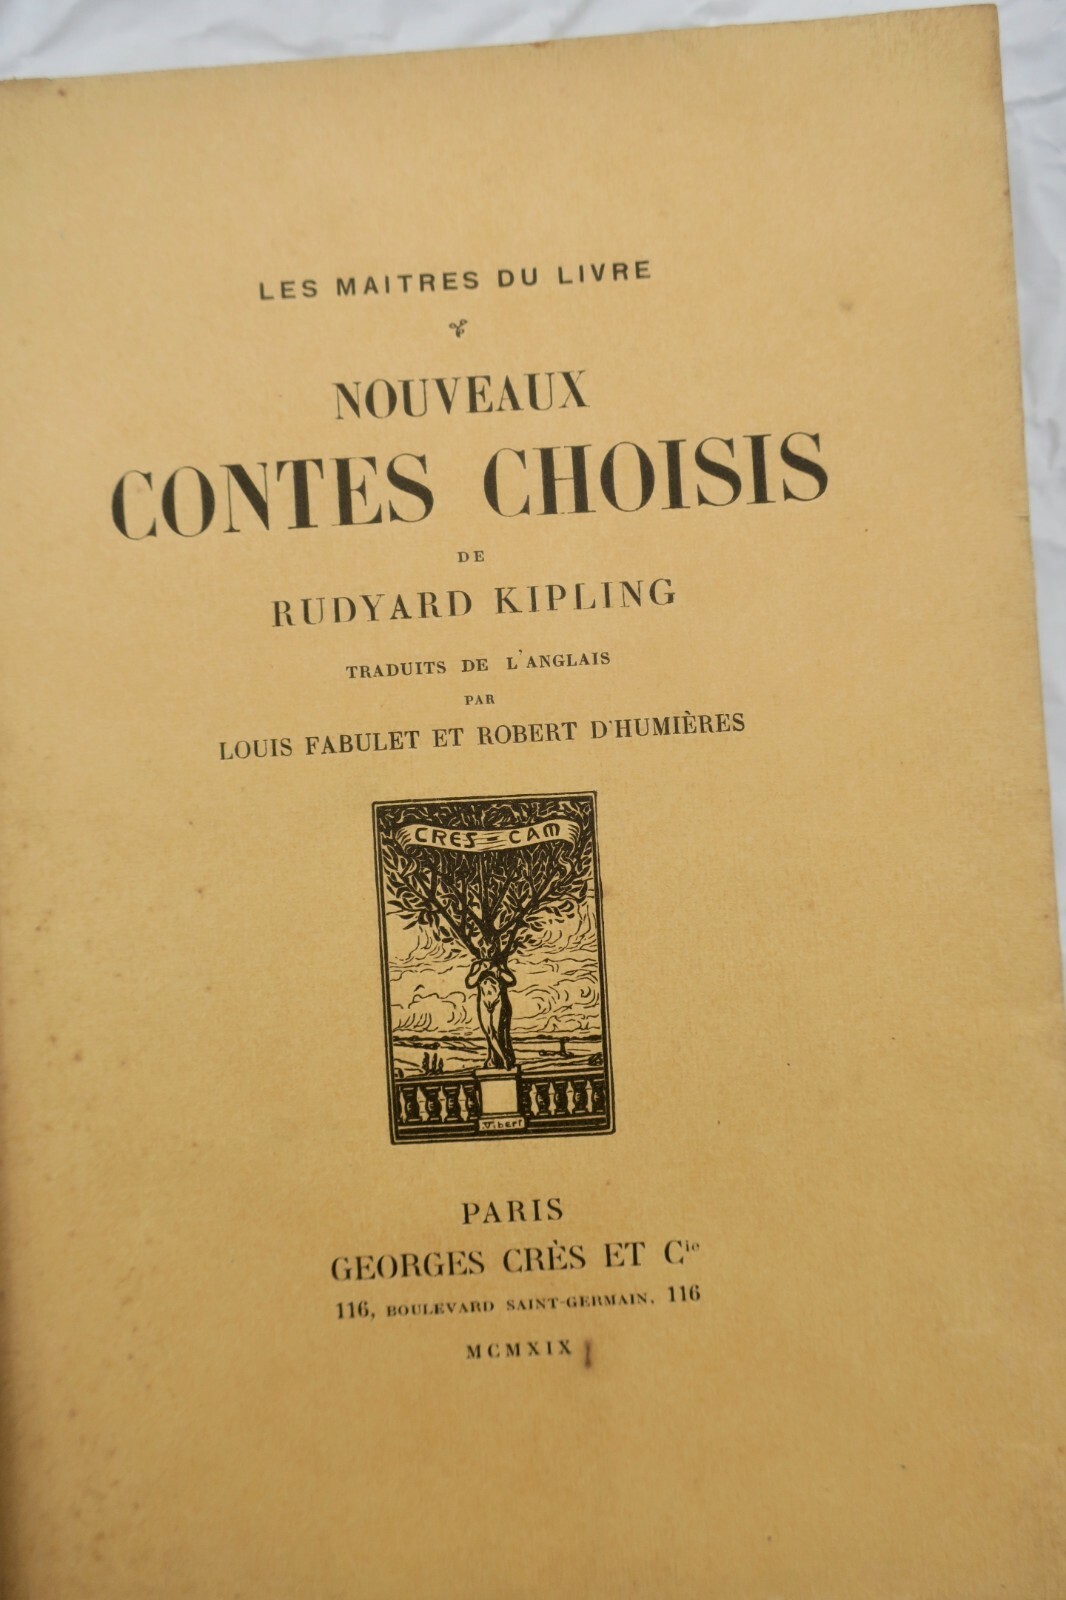 LES MAITRES DU LIVRE
NOUVEAUX
CONTES CHOISIS
DE
RUDYARD KIPLING
TRADUITS DE L'ANGLAIS
PAR
LOUIS FABULET ET ROBERT D'HUMIÈRES
CRES-CAM
Vibert
PARIS
GEORGES CRÈS ET Cie
116, BOULEVARD SAINT-GERMAIN, 116
MCMXIX